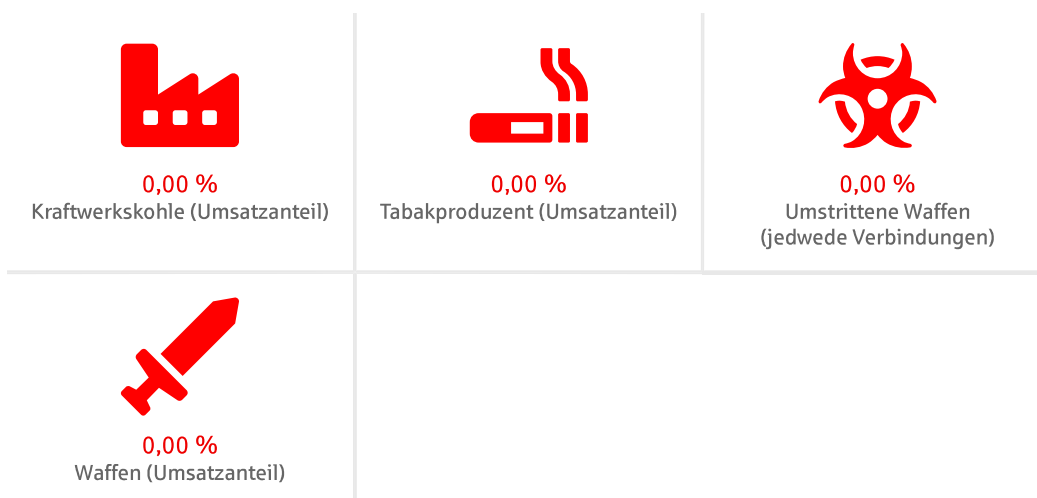 0,00 %
Kraftwerkskohle (Umsatzanteil)
0,00 %
Tabakproduzent (Umsatzanteil)
0,00 %
Umstrittene Waffen
(jedwede Verbindungen)
0,00 %
Waffen (Umsatzanteil)